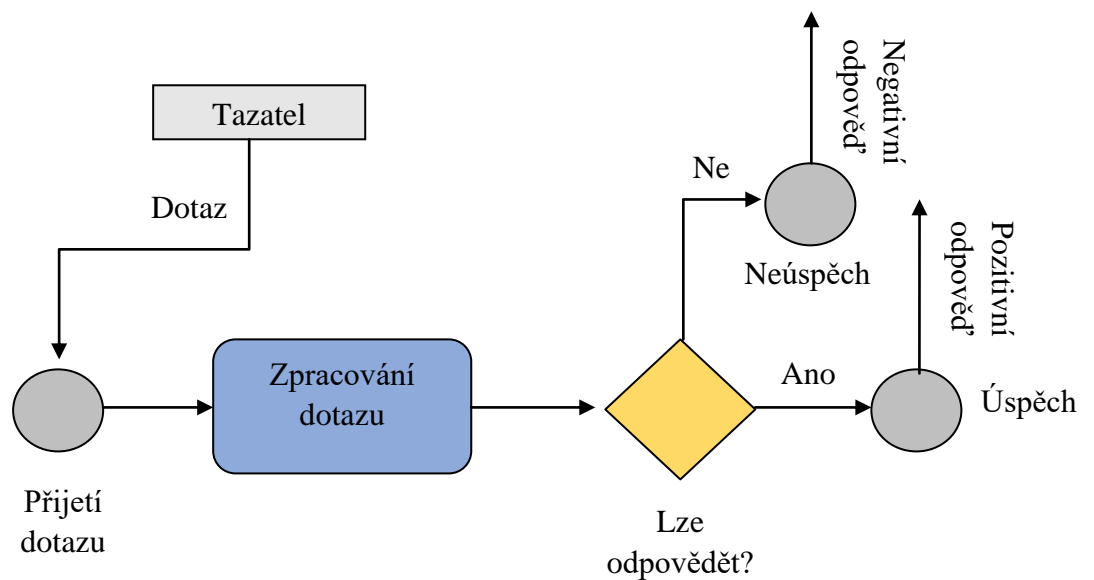 Tazatel
Dotaz
Přijetí
dotazu
Zpracování
dotazu
Lze
odpovědět?
Ne
Neúspěch
Negativní
odpověď
Ano
Úspěch
Pozitivní
odpověď